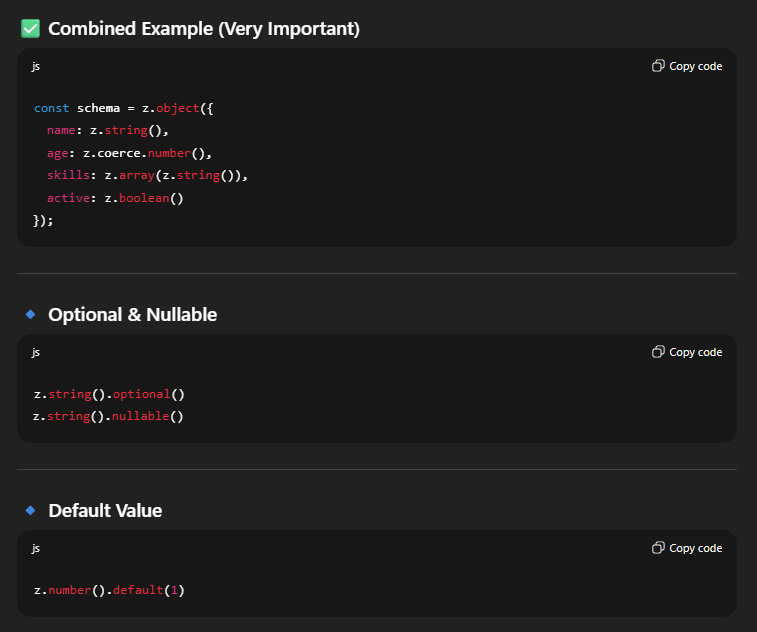 ✅ Combined Example (Very Important)
js
Copy code
const schema = z.object({
  name: z.string(),
  age: z.coerce.number(),
  skills: z.array(z.string()),
  active: z.boolean()
});
🔹 Optional & Nullable
js
Copy code
z.string().optional()
z.string().nullable()
🔹 Default Value
js
Copy code
z.number().default(1)